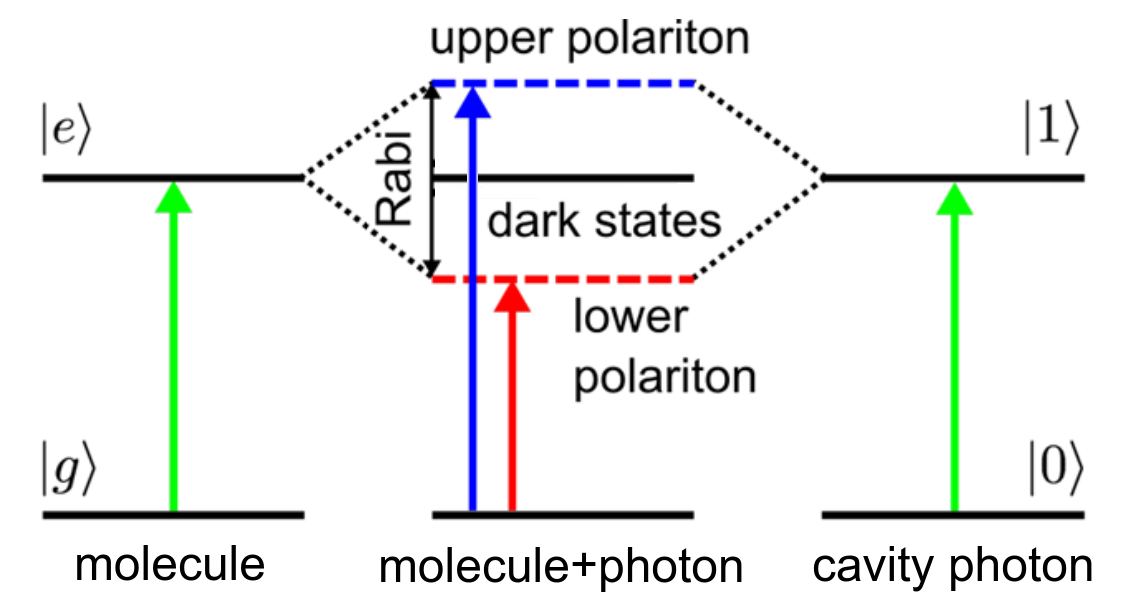 upper polariton
|e⟩
|1⟩
Rabi
dark states
lower
polariton
|g⟩
|0⟩
molecule
molecule+photon
cavity photon